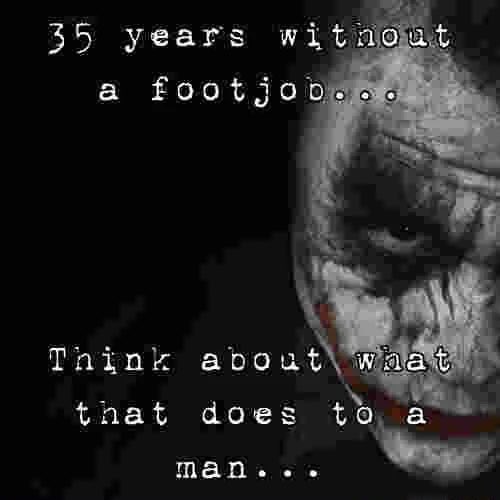 35 years without
a footjob...
Think about what
that does to a
man...